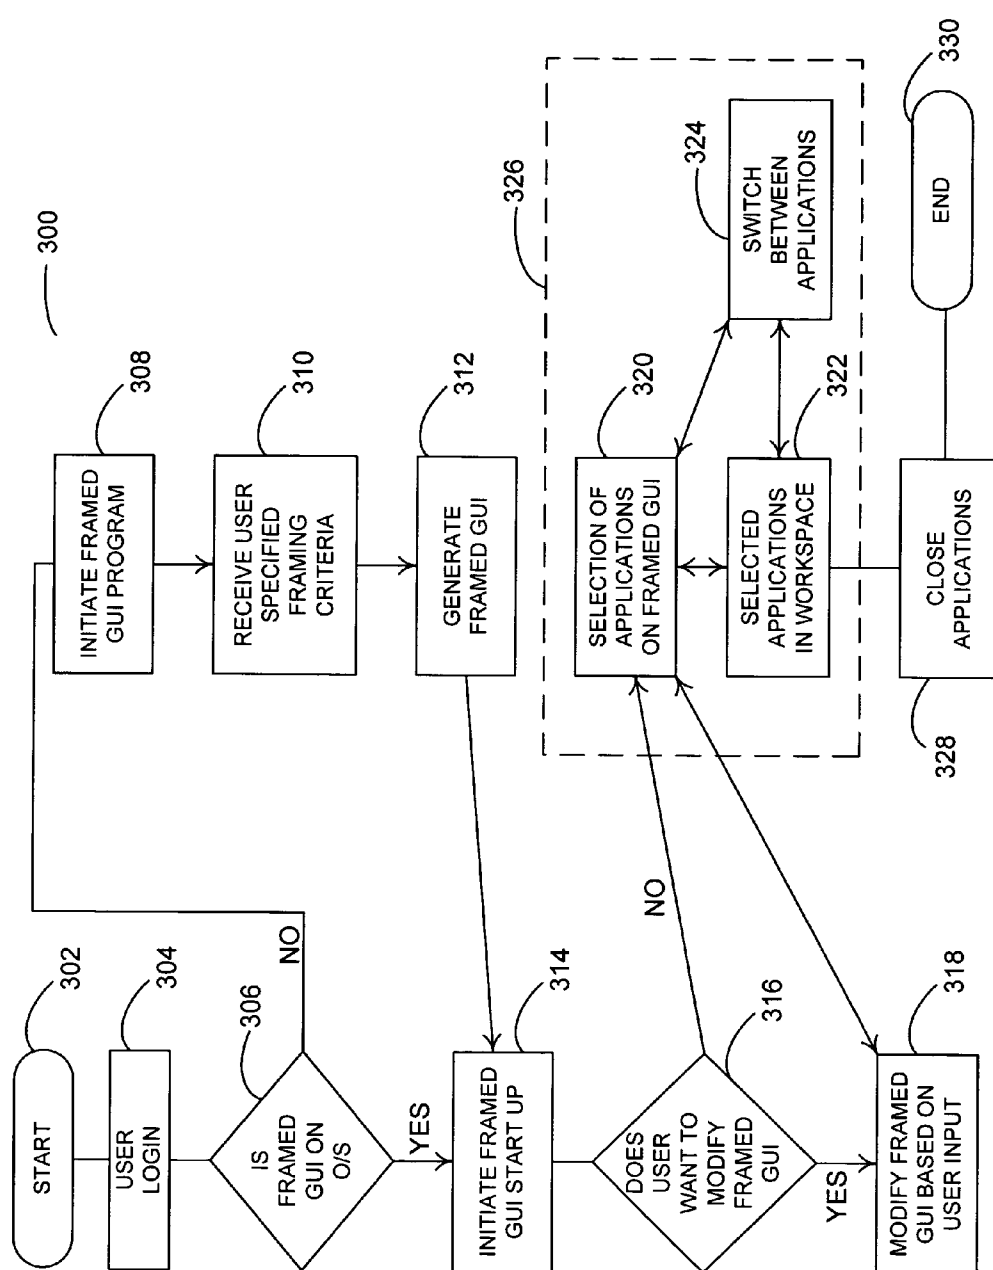 300
START
302
USER
LOGIN
304
IS
FRAMED
GUI ON
O/S
306
NO
YES
INITIATE FRAMED
GUI PROGRAM
308
RECEIVE USER
SPECIFIED
FRAMING
CRITERIA
310
GENERATE
FRAMED GUI
312
INITIATE FRAMED
GUI START UP
314
DOES
USER
WANT TO
MODIFY
FRAMED
GUI
316
NO
YES
MODIFY FRAMED
GUI BASED ON
USER INPUT
318
SELECTION OF
APPLICATIONS
ON FRAMED GUI
320
SELECTED
APPLICATIONS
IN WORKSPACE
322
SWITCH
BETWEEN
APPLICATIONS
324
326
CLOSE
APPLICATIONS
328
END
330